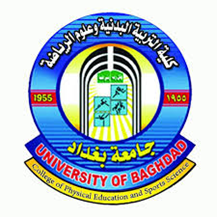 كلية التربية البدنية وعلوم الرياضة
1955
١٩٥٥
جامعة بغداد
UNIVERSITY OF BAGHDAD
College of Physical Education and Sports Science